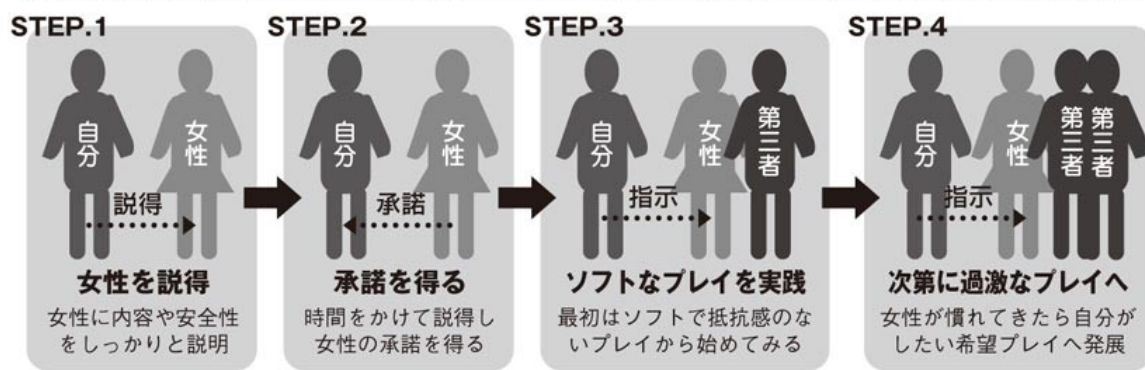 STEP.1
自分
女性
説得
女性を説得
女性に内容や安全性
をしっかりと説明
STEP.2
自分
女性
承諾
承諾を得る
時間をかけて説得し
女性の承諾を得る
STEP.3
自分
女性
第三者
指示
ソフトなプレイを実践
最初はソフトで抵抗感のな
いプレイから始めてみる
STEP.4
自分
女性
第三者
第三者
指示
次第に過激なプレイへ
女性が慣れてきたら自分が
したい希望プレイへ発展